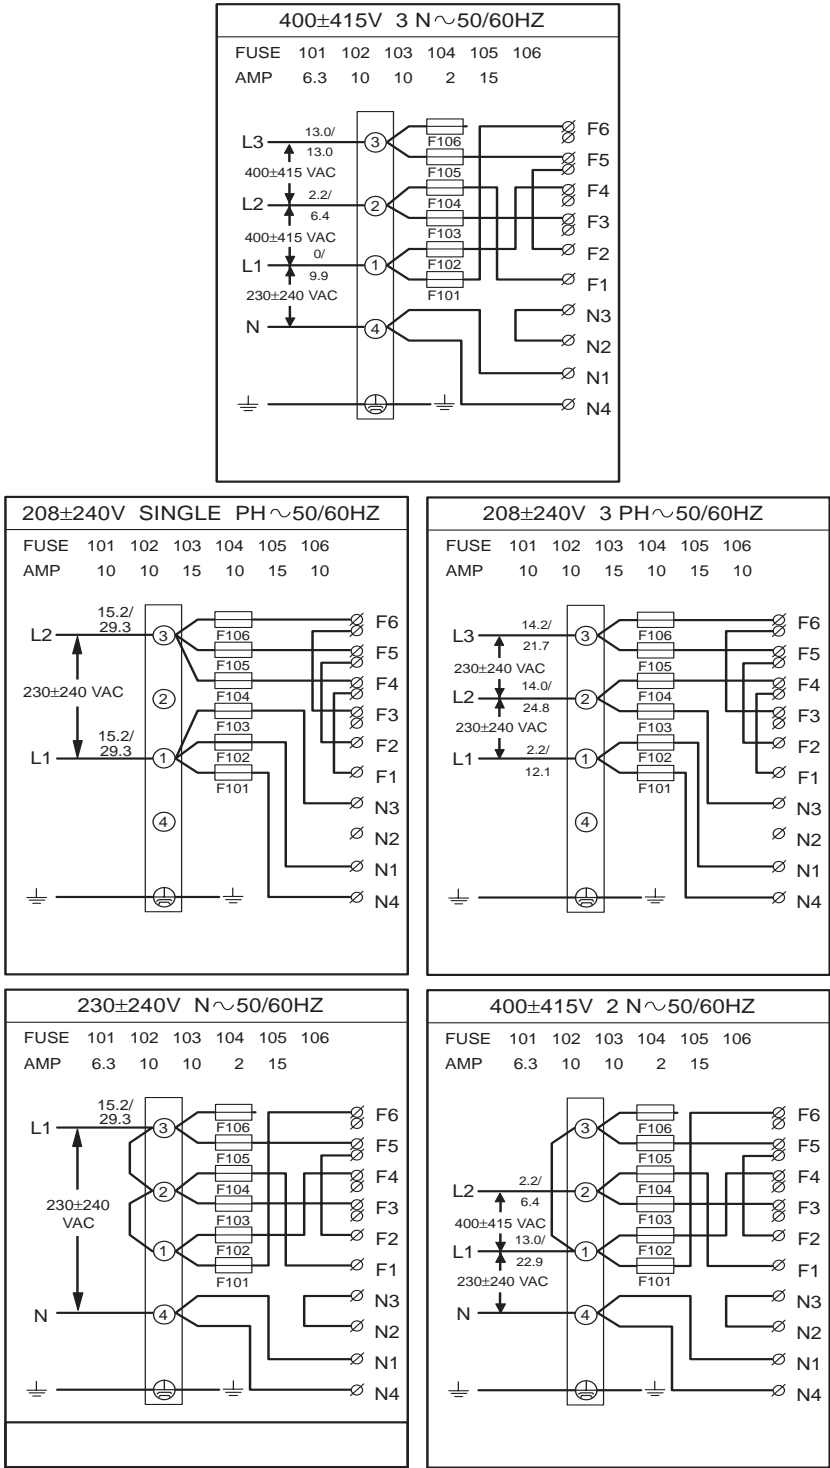 400±415V 3 N∼50/60HZ
FUSE 101 102 103 104 105 106
AMP 6.3 10 10 2 15
L3 13.0/ 13.0 3 F106 F6
400±415 VAC F105 F5
L2 2.2/ 6.4 2 F104 F4
400±415 VAC F103 F3
L1 0/ 9.9 1 F102 F2
230±240 VAC F101 F1
N 4 N3
N2
N1
N4
208±240V SINGLE PH∼50/60HZ
FUSE 101 102 103 104 105 106
AMP 10 10 15 10 15 10
L2 15.2/ 29.3 3 F106 F6
F105 F5
230±240 VAC 2 F104 F4
F103 F3
L1 15.2/ 29.3 1 F102 F2
F101 F1
4 N3
N2
N1
N4
208±240V 3 PH∼50/60HZ
FUSE 101 102 103 104 105 106
AMP 10 10 15 10 15 10
L3 14.2/ 21.7 3 F106 F6
230±240 VAC F105 F5
L2 14.0/ 24.8 2 F104 F4
230±240 VAC F103 F3
L1 2.2/ 12.1 1 F102 F2
F101 F1
4 N3
N2
N1
N4
230±240V N∼50/60HZ
FUSE 101 102 103 104 105 106
AMP 6.3 10 10 2 15
L1 15.2/ 29.3 3 F106 F6
F105 F5
230±240 VAC 2 F104 F4
F103 F3
1 F102 F2
F101 F1
N 4 N3
N2
N1
N4
400±415V 2 N∼50/60HZ
FUSE 101 102 103 104 105 106
AMP 6.3 10 10 2 15
3 F106 F6
F105 F5
L2 2.2/ 6.4 2 F104 F4
400±415 VAC F103 F3
L1 13.0/ 22.9 1 F102 F2
230±240 VAC F101 F1
N 4 N3
N2
N1
N4